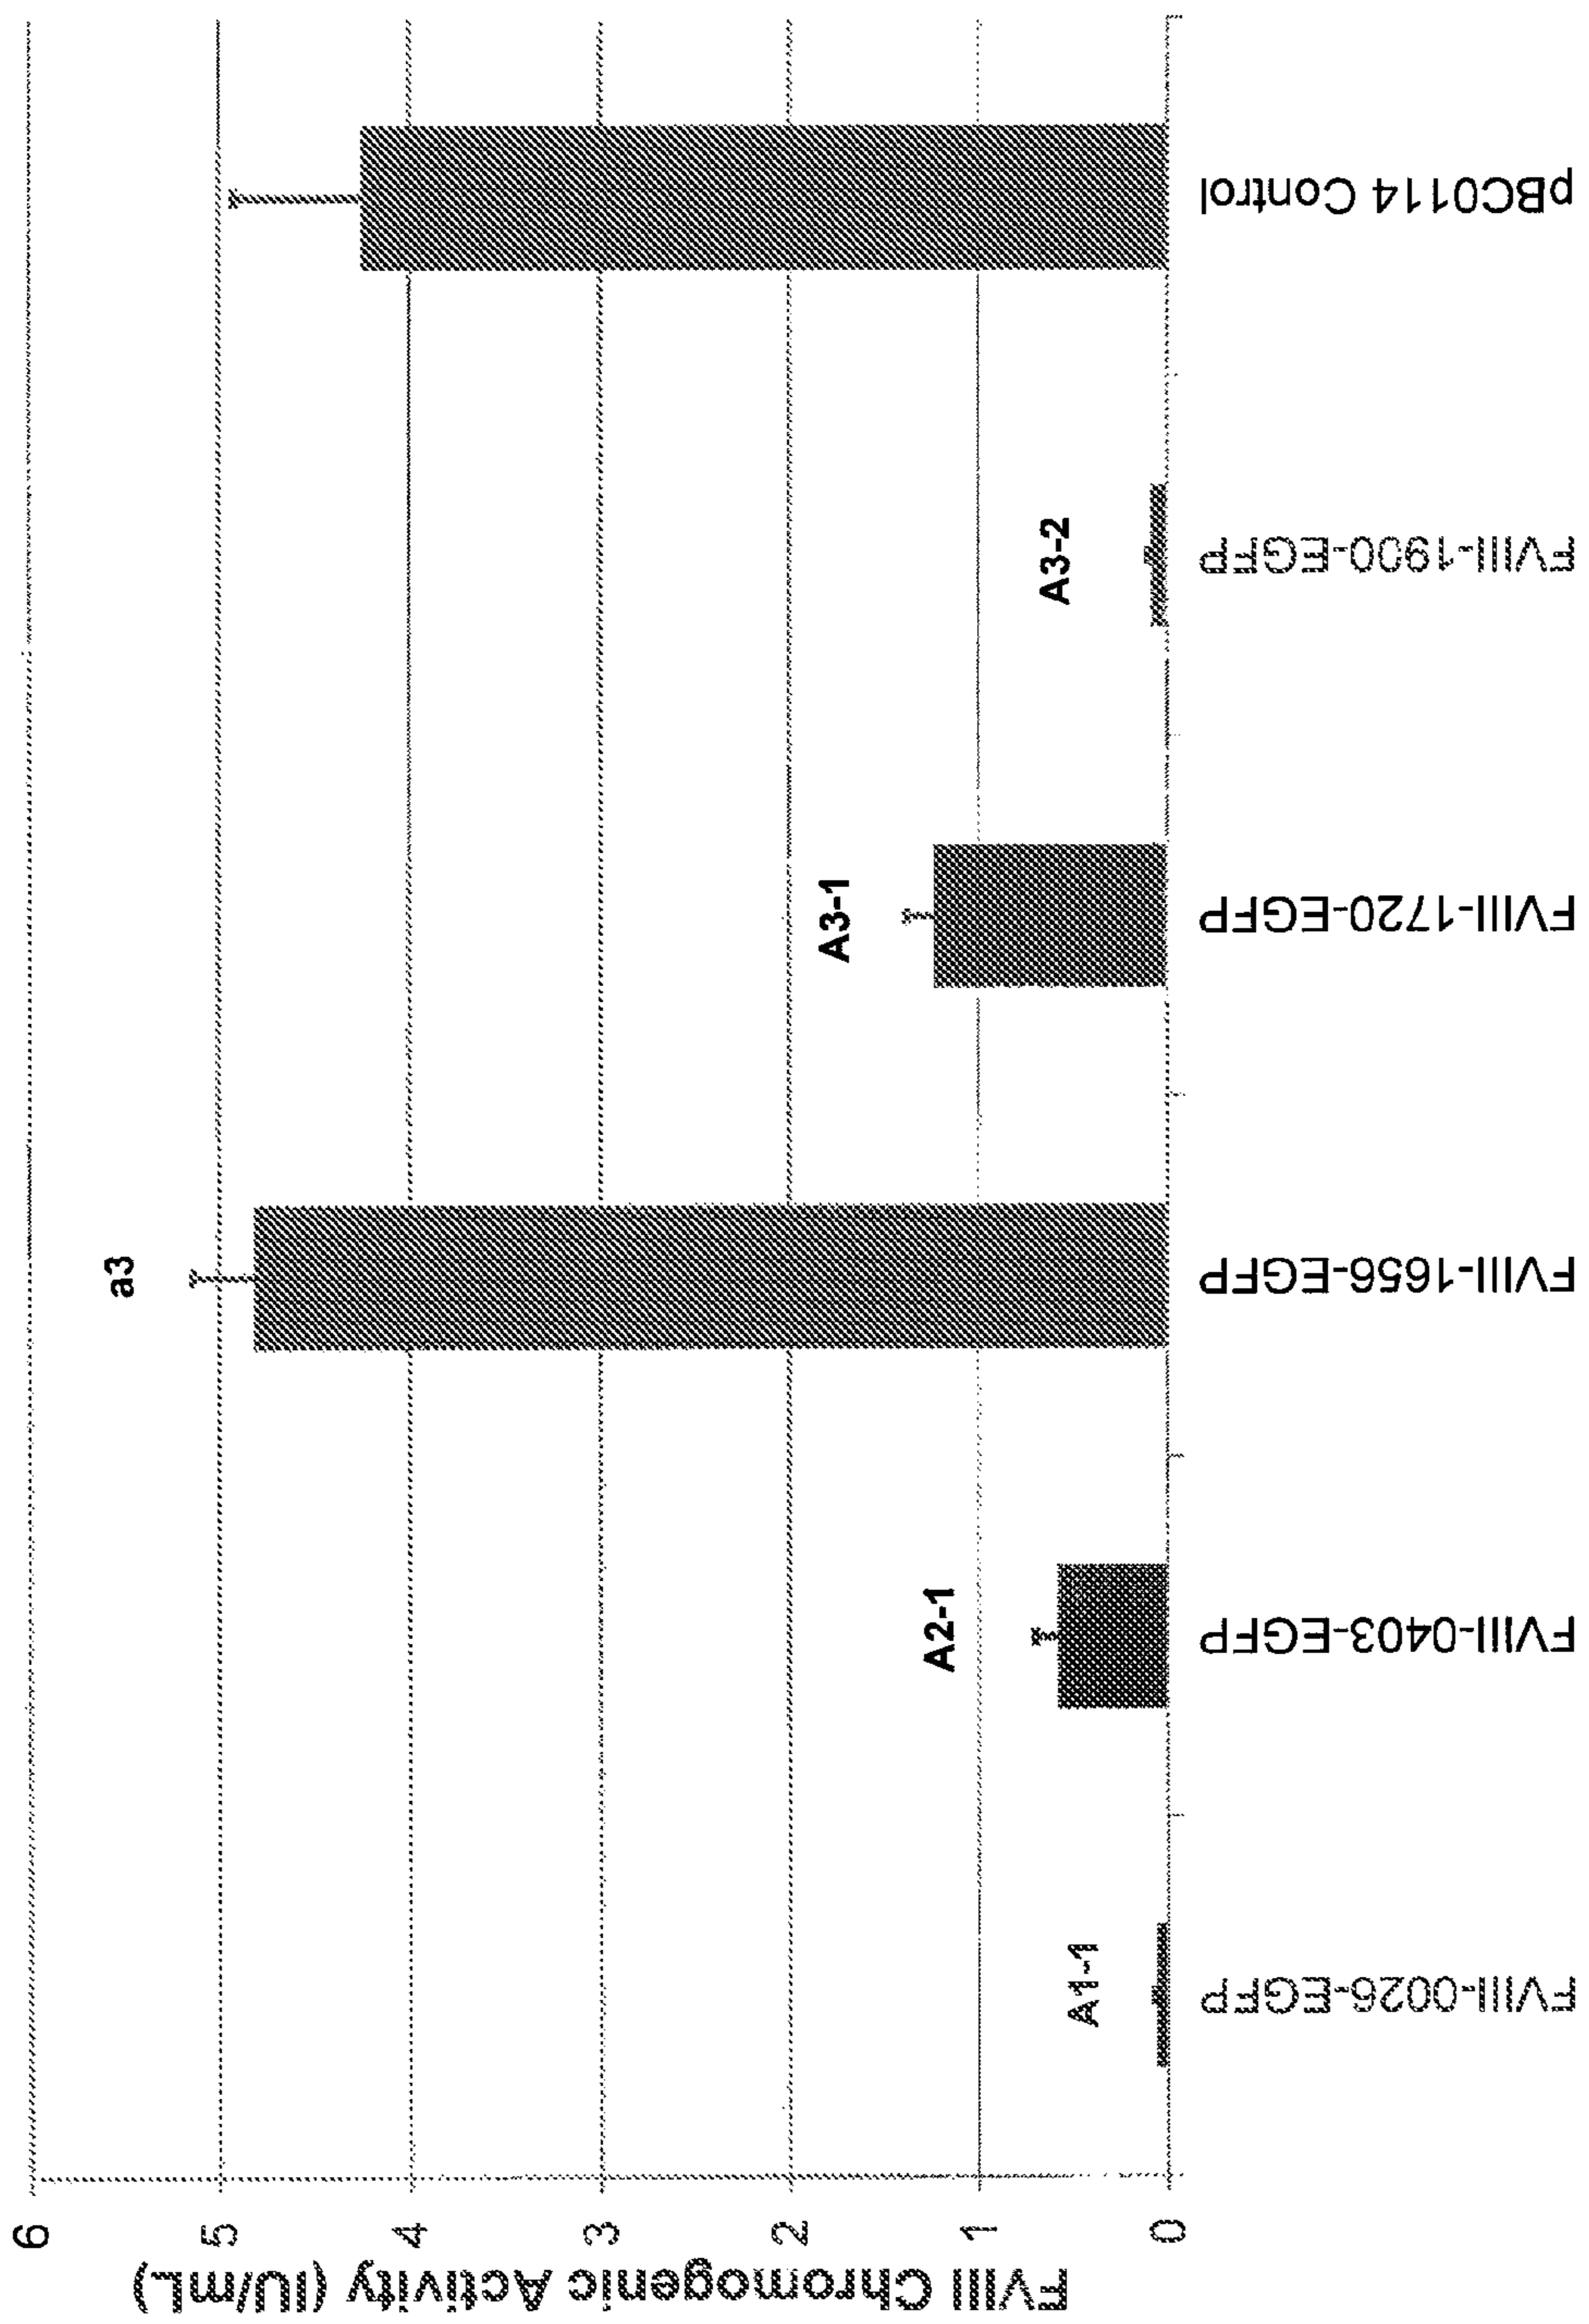 FVIII Chromogenic Activity (IU/mL)
6
5
4
3
2
1
0
A1-1
A2-1
a3
A3-1
A3-2
FVIII-0026-EGFP
FVIII-0403-EGFP
FVIII-1656-EGFP
FVIII-1720-EGFP
FVIII-1900-EGFP
pBC0114 Control